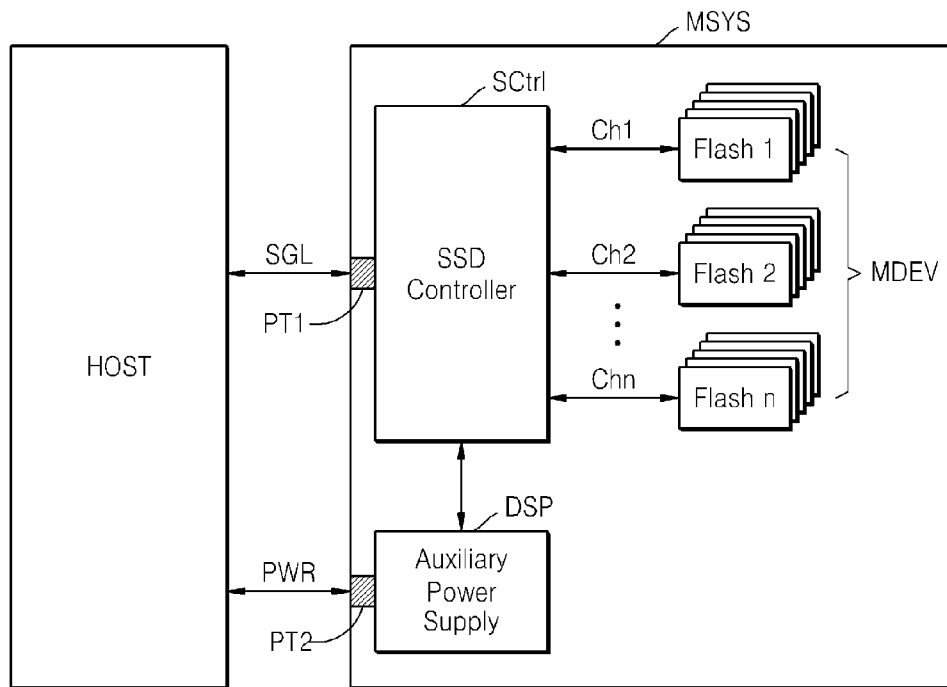 MSYS
SCtrl
Ch1
Flash 1
SGL
SSD
Controller
Ch2
Flash 2
MDEV
PT1
HOST
Chn
Flash n
DSP
PWR
Auxiliary
Power
Supply
PT2